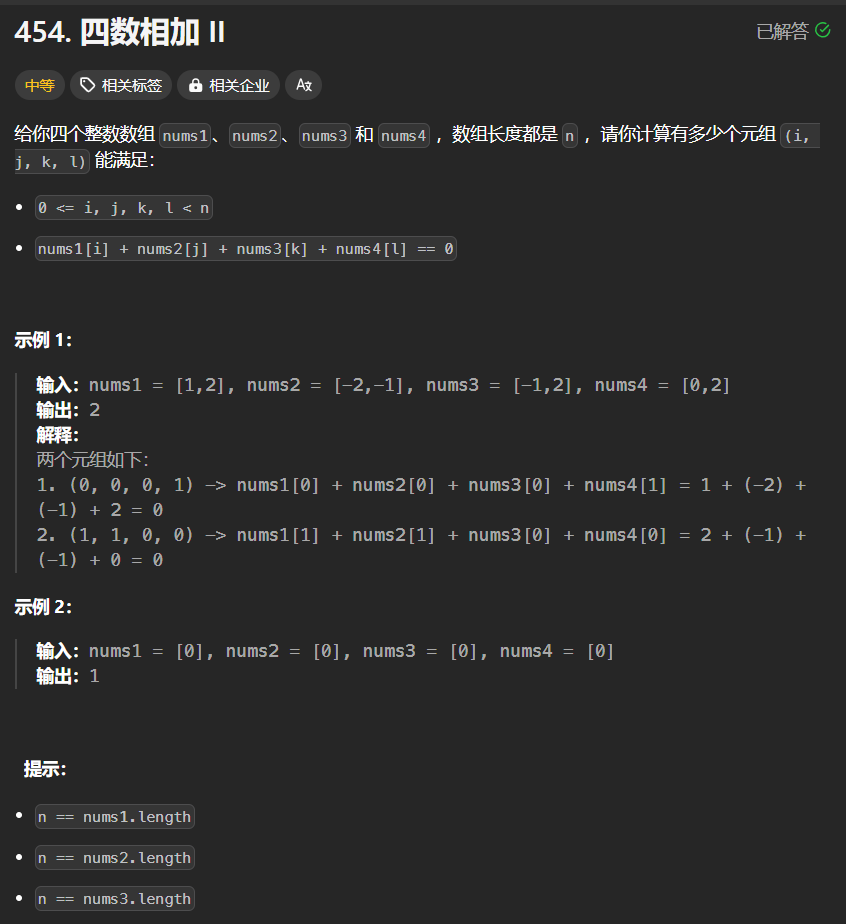 454. 四数相加 II
已解答
中等
相关标签
相关企业
给你四个整数数组 nums1、nums2、nums3 和 nums4 ，数组长度都是 n ，请你计算有多少个元组 (i,
j, k, l) 能满足：
0 <= i, j, k, l < n
nums1[i] + nums2[j] + nums3[k] + nums4[l] == 0
示例 1：
输入：nums1 = [1,2], nums2 = [-2,-1], nums3 = [-1,2], nums4 = [0,2]
输出：2
解释：
两个元组如下：
1. (0, 0, 0, 1) -> nums1[0] + nums2[0] + nums3[0] + nums4[1] = 1 + (-2) +
(-1) + 2 = 0
2. (1, 1, 0, 0) -> nums1[1] + nums2[1] + nums3[0] + nums4[0] = 2 + (-1) +
(-1) + 0 = 0
示例 2：
输入：nums1 = [0], nums2 = [0], nums3 = [0], nums4 = [0]
输出：1
提示：
n == nums1.length
n == nums2.length
n == nums3.length